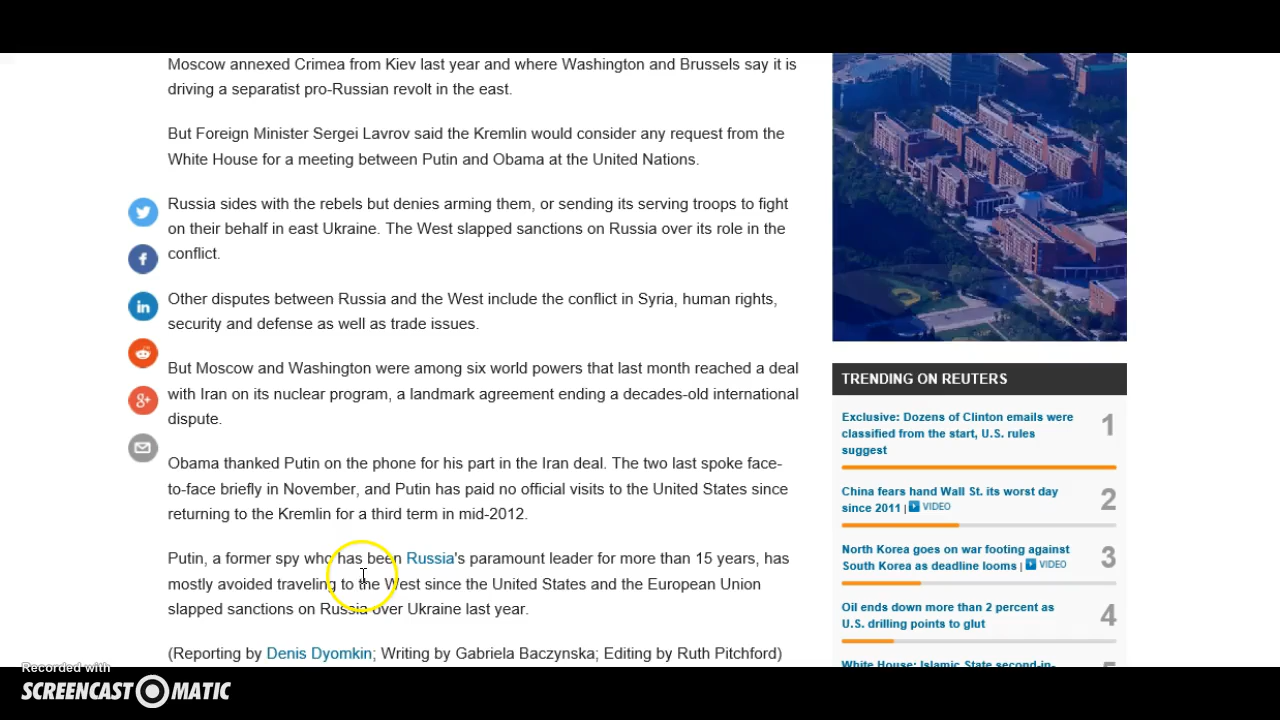 Moscow annexed Crimea from Kiev last year and where Washington and Brussels say it is
driving a separatist pro-Russian revolt in the east.
But Foreign Minister Sergei Lavrov said the Kremlin would consider any request from the
White House for a meeting between Putin and Obama at the United Nations.
Russia sides with the rebels but denies arming them, or sending its serving troops to fight
on their behalf in east Ukraine. The West slapped sanctions on Russia over its role in the
conflict.
Other disputes between Russia and the West include the conflict in Syria, human rights,
security and defense as well as trade issues.
But Moscow and Washington were among six world powers that last month reached a deal
with Iran on its nuclear program, a landmark agreement ending a decades-old international
dispute.
Obama thanked Putin on the phone for his part in the Iran deal. The two last spoke face-
to-face briefly in November, and Putin has paid no official visits to the United States since
returning to the Kremlin for a third term in mid-2012.
Putin, a former spy who has been Russia's paramount leader for more than 15 years, has
mostly avoided traveling to the West since the United States and the European Union
slapped sanctions on Russia over Ukraine last year.
(Reporting by Denis Dyomkin; Writing by Gabriela Baczynska; Editing by Ruth Pitchford)
f
in
g+
TRENDING ON REUTERS
Exclusive: Dozens of Clinton emails were
classified from the start, U.S. rules
suggest
1
China fears hand Wall St. its worst day
since 2011 | VIDEO
2
North Korea goes on war footing against
South Korea as deadline looms | VIDEO
3
Oil ends down more than 2 percent as
U.S. drilling points to glut
4
White House: Islamic State second-in-
5
Recorded with
SCREENCAST MATIC